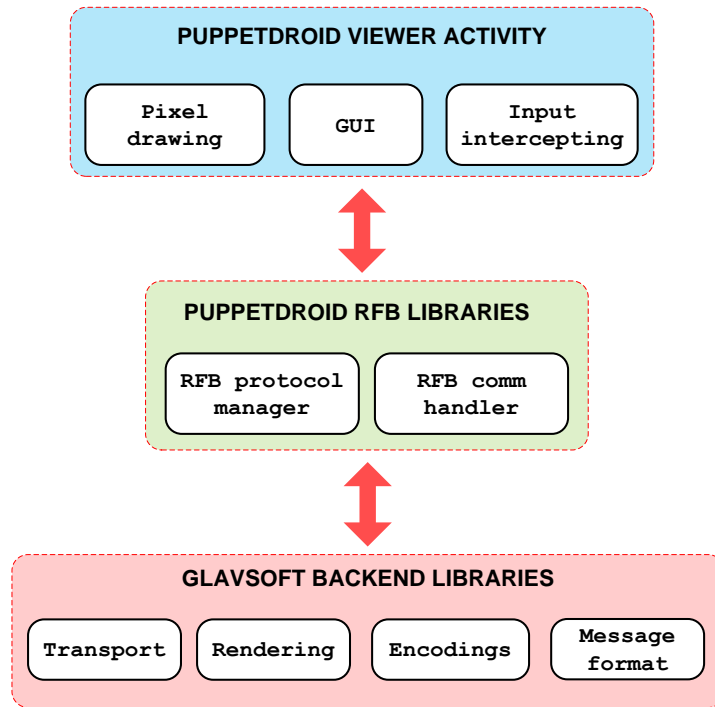 PUPPETDROID VIEWER ACTIVITY
Pixel
drawing
GUI
Input
intercepting
PUPPETDROID RFB LIBRARIES
RFB protocol
manager
RFB comm
handler
GLAVSOFT BACKEND LIBRARIES
Transport
Rendering
Encodings
Message
format